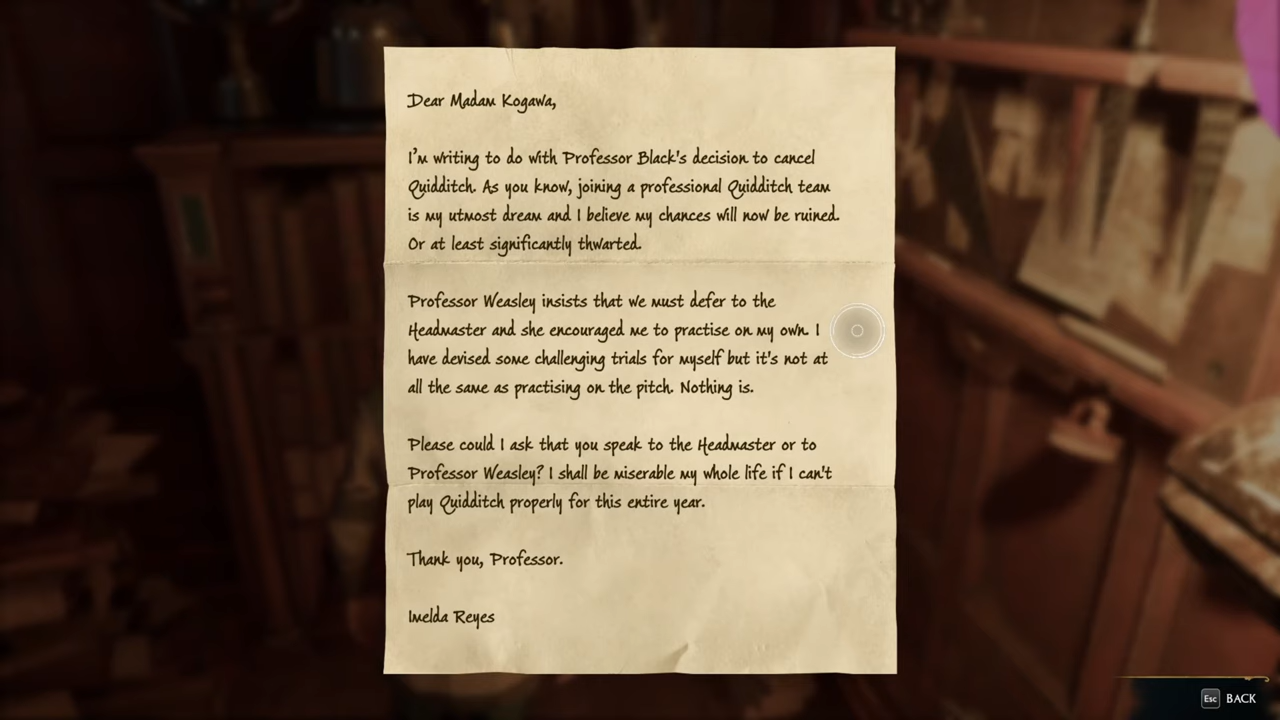 Dear Madam Kogawa,
I'm writing to do with Professor Black's decision to cancel
Quidditch. As you know, joining a professional Quidditch team
is my utmost dream and I believe my chances will now be ruined.
Or at least significantly thwarted.
Professor Weasley insists that we must defer to the
Headmaster and she encouraged me to practise on my own. I
have devised some challenging trials for myself but it's not at
all the same as practising on the pitch. Nothing is.
Please could I ask that you speak to the Headmaster or to
Professor Weasley? I shall be miserable my whole life if I can't
play Quidditch properly for this entire year.
Thank you, Professor.
Imelda Reyes
Esc BACK